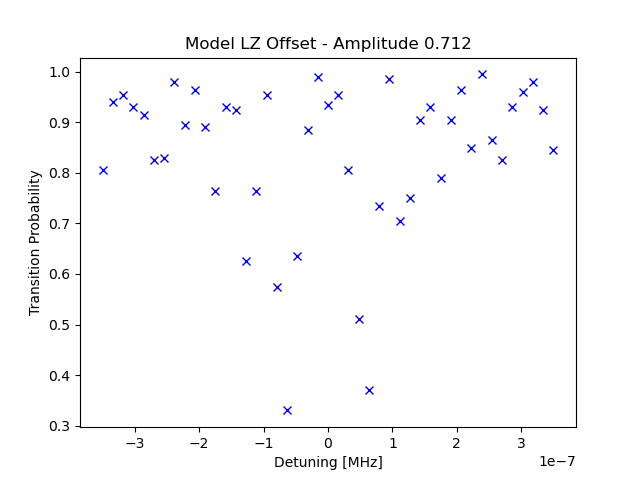 Model LZ Offset - Amplitude 0.712
1.0
0.9
0.8
0.7
0.6
0.5
0.4
0.3
Transition Probability
−3 −2 −1 0 1 2 3
1e−7
Detuning [MHz]